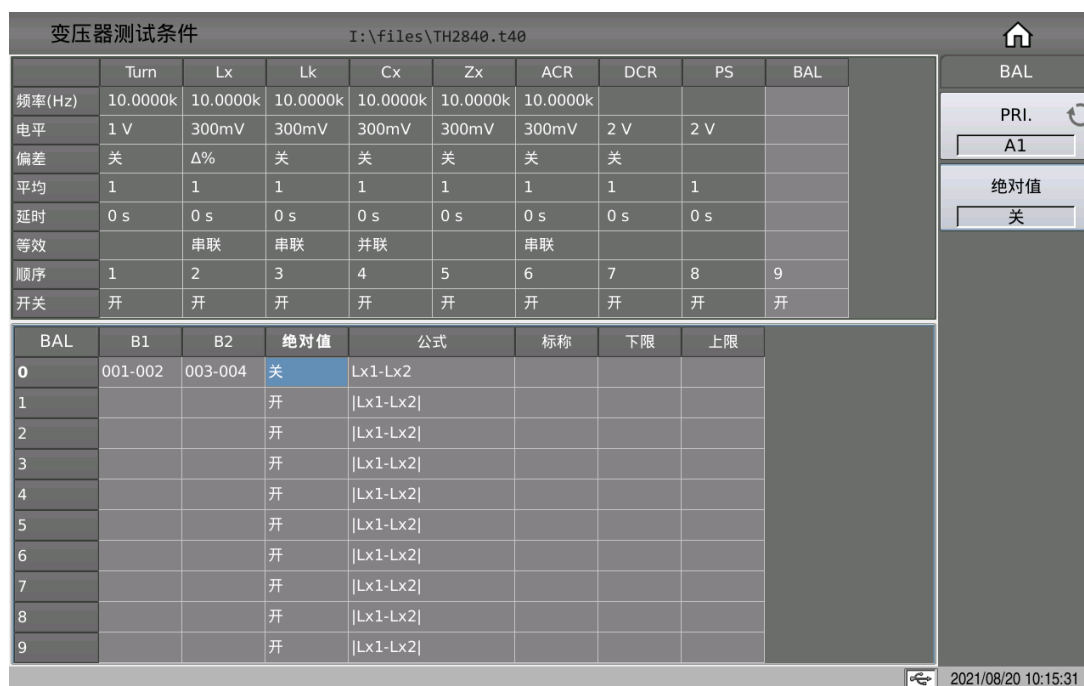 变压器测试条件 I:\files\TH2840.t40
Turn Lx Lk Cx Zx ACR DCR PS BAL
频率(Hz) 10.0000k 10.0000k 10.0000k 10.0000k 10.0000k 10.0000k
电平 1 V 300mV 300mV 300mV 300mV 300mV 2 V 2 V
偏差 关 Δ% 关 关 关 关 关
平均 1 1 1 1 1 1 1 1
延时 0 s 0 s 0 s 0 s 0 s 0 s 0 s 0 s
等效 串联 串联 并联 串联
顺序 1 2 3 4 5 6 7 8 9
开关 开 开 开 开 开 开 开 开 开
BAL B1 B2 绝对值 公式 标称 下限 上限
0 001-002 003-004 关 Lx1-Lx2
1 开 |Lx1-Lx2|
2 开 |Lx1-Lx2|
3 开 |Lx1-Lx2|
4 开 |Lx1-Lx2|
5 开 |Lx1-Lx2|
6 开 |Lx1-Lx2|
7 开 |Lx1-Lx2|
8 开 |Lx1-Lx2|
9 开 |Lx1-Lx2|
BAL
PRI.
A1
绝对值
关
2021/08/20 10:15:31